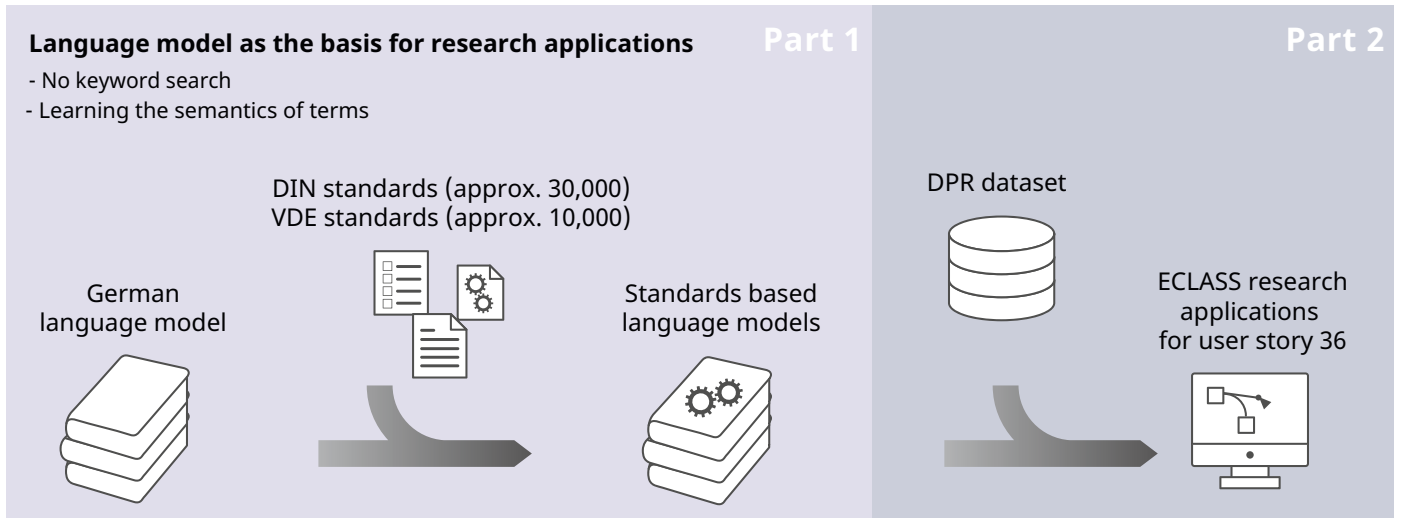 Language model as the basis for research applications
- No keyword search
- Learning the semantics of terms
Part 1
DIN standards (approx. 30,000)
VDE standards (approx. 10,000)
German
language model
Standards based
language models
Part 2
DPR dataset
ECLASS research
applications
for user story 36